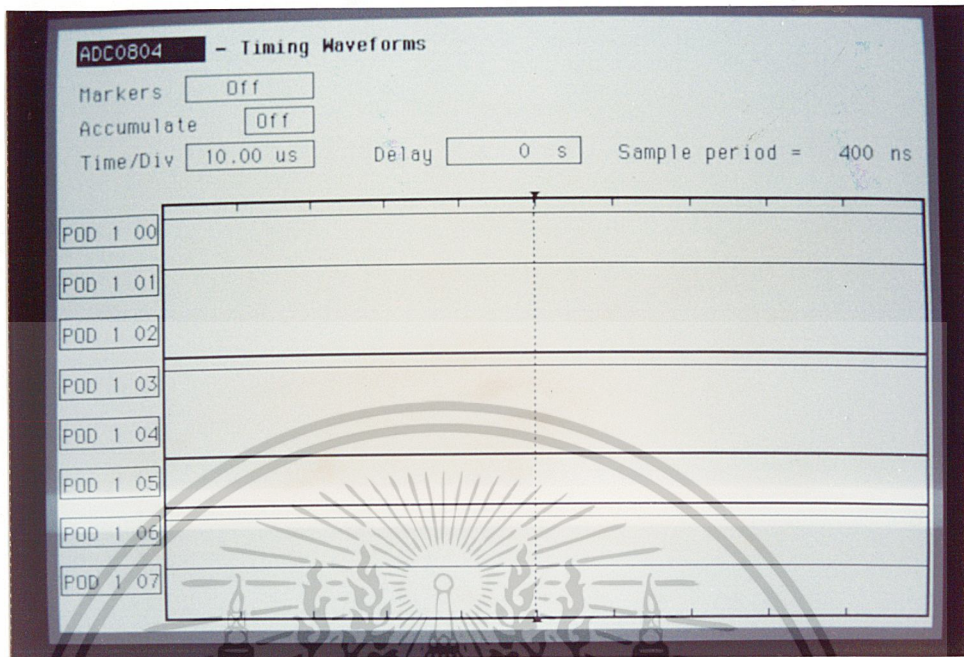 ADC0804 - Timing Waveforms
Markers Off
Accumulate Off
Time/Div 10.00 us Delay 0 s Sample period = 400 ns
POD 1 00
POD 1 01
POD 1 02
POD 1 03
POD 1 04
POD 1 05
POD 1 06
POD 1 07